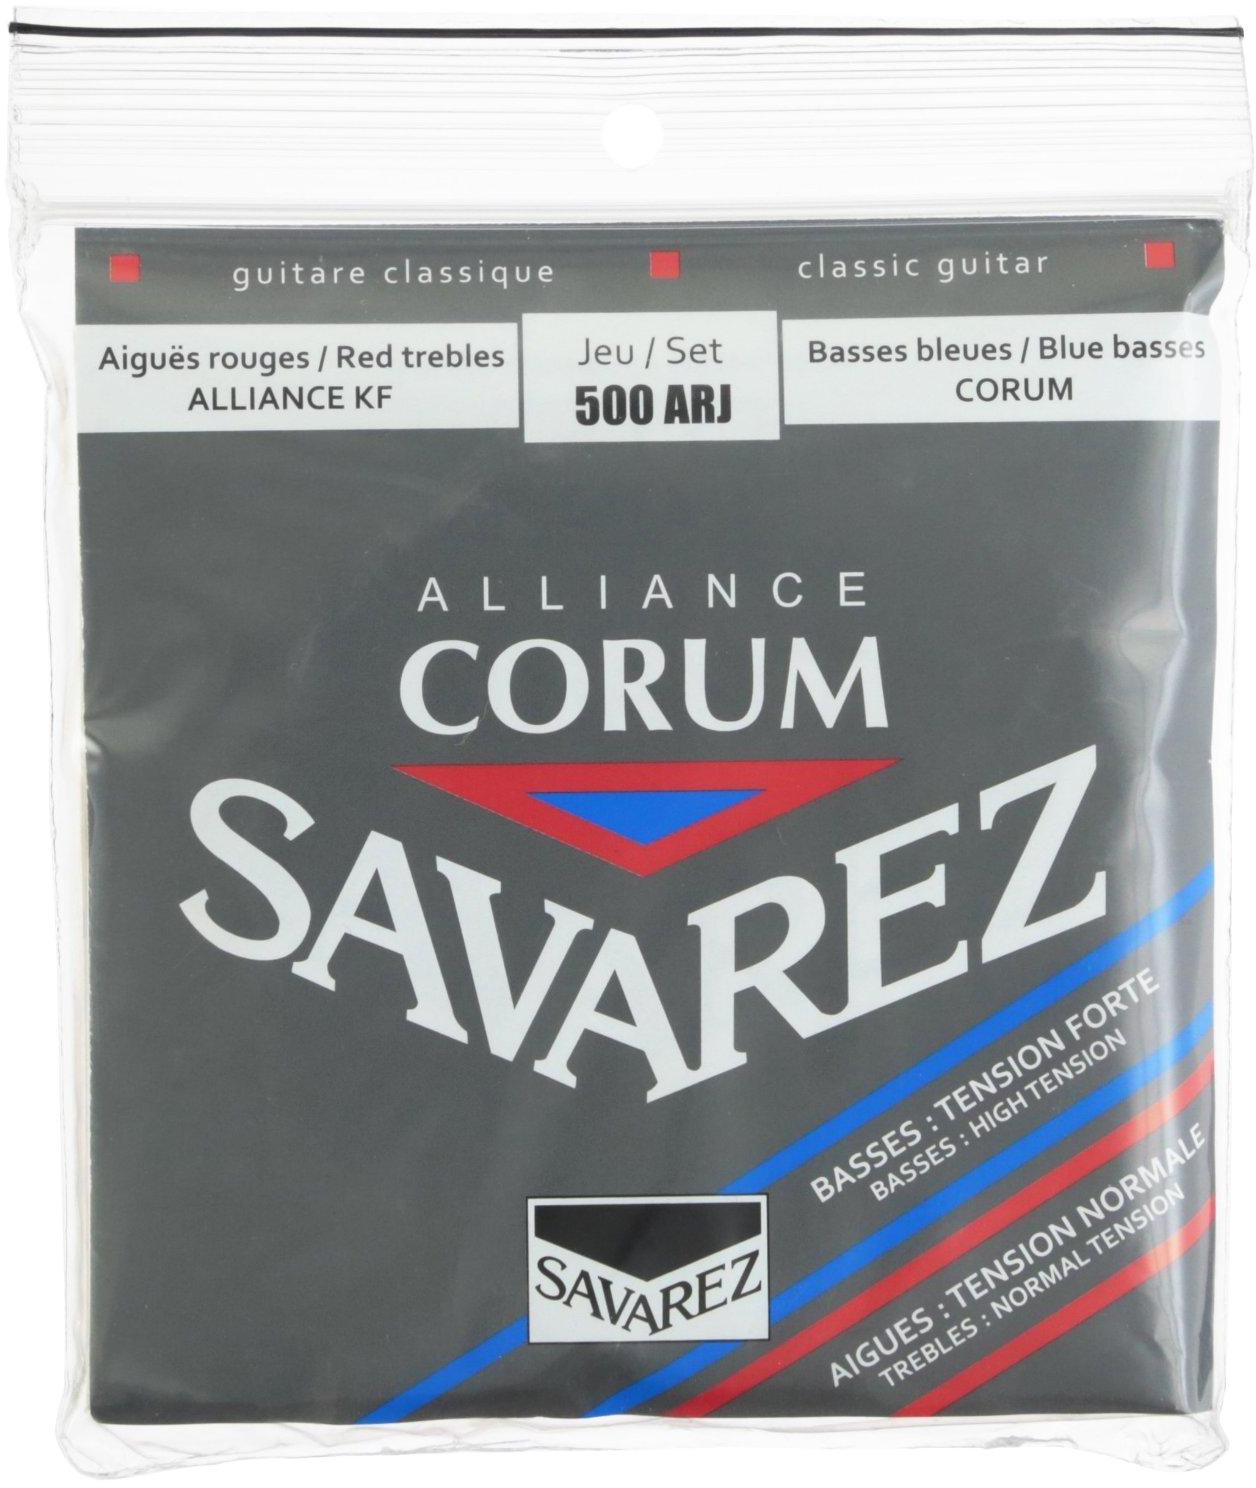 guitare classique
classic guitar
Aiguës rouges / Red trebles
ALLIANCE KF
Jeu / Set
500 ARJ
Basses bleues / Blue basses
CORUM
ALLIANCE
CORUM
SAVAREZ
BASSES : TENSION FORTE
BASSES : HIGH TENSION
AIGUES : TENSION NORMALE
TREBLES : NORMAL TENSION
SAVAREZ